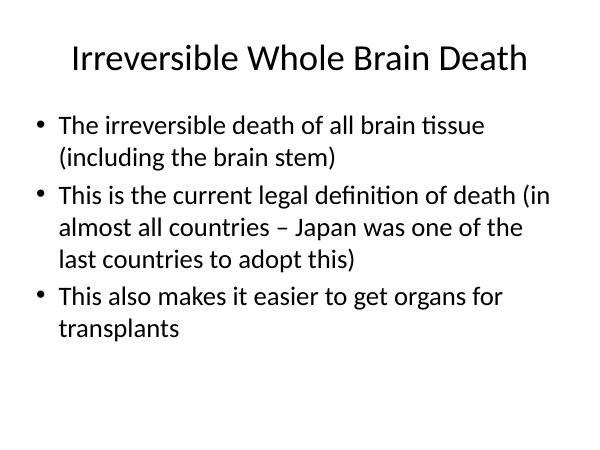 Irreversible Whole Brain Death
• The irreversible death of all brain tissue
(including the brain stem)
• This is the current legal definition of death (in
almost all countries – Japan was one of the
last countries to adopt this)
• This also makes it easier to get organs for
transplants